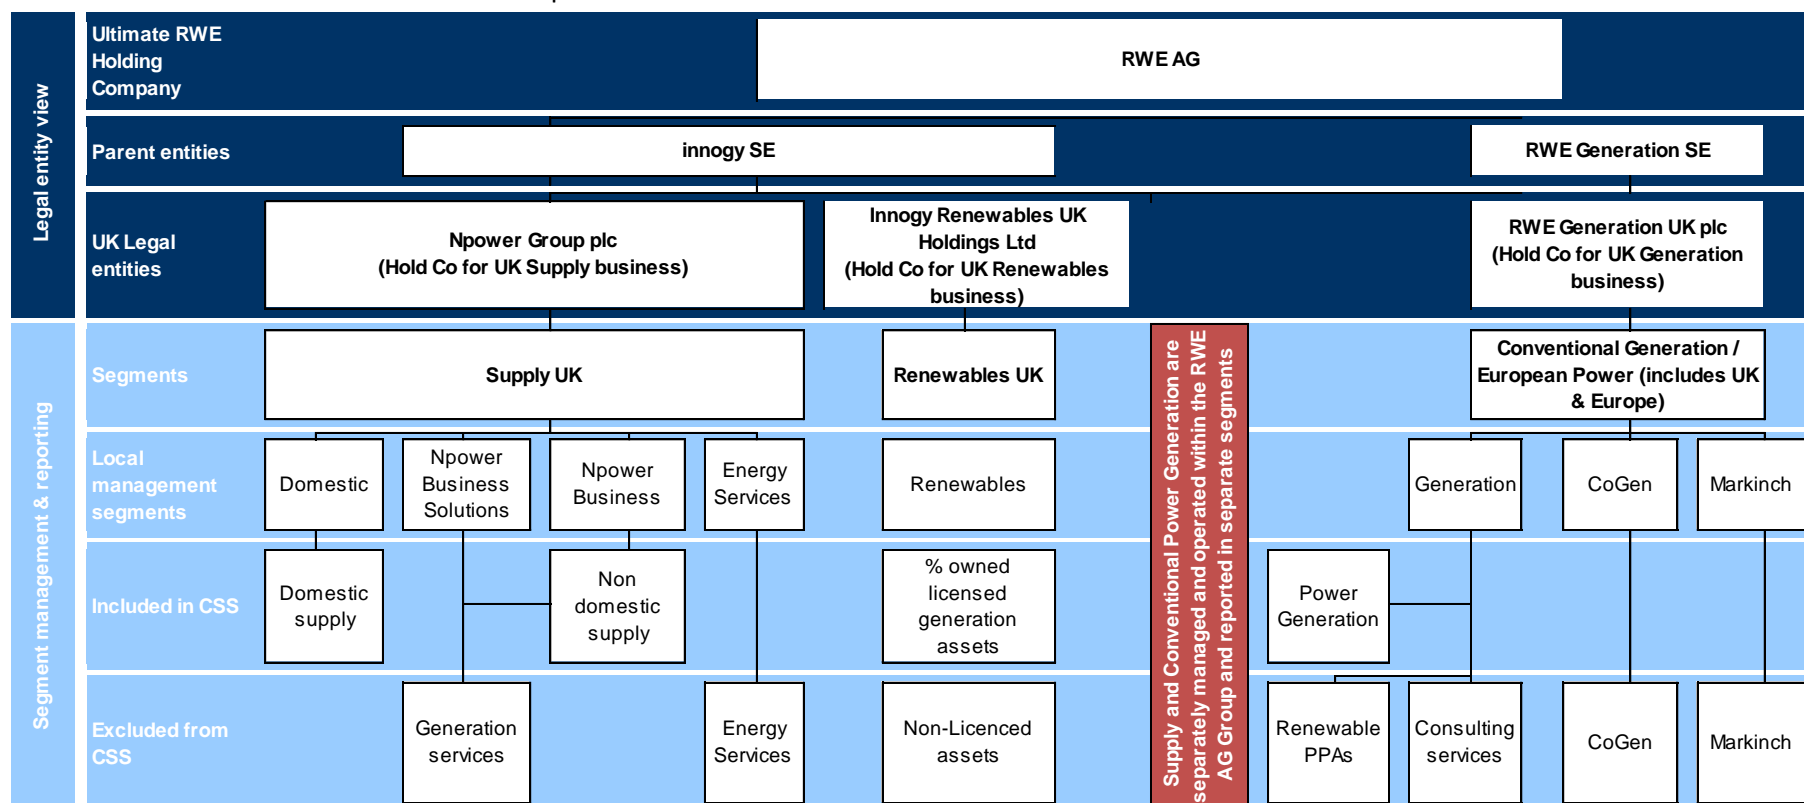 Legal entity view
Ultimate RWE
Holding
Company
RWE AG
Parent entities
innogy SE
RWE Generation SE
UK Legal
entities
Npower Group plc
(Hold Co for UK Supply business)
Innogy Renewables UK
Holdings Ltd
(Hold Co for UK Renewables
business)
RWE Generation UK plc
(Hold Co for UK Generation
business)
Segment management & reporting
Segments
Supply UK
Renewables UK
Supply and Conventional Power Generation are
separately managed and operated within the RWE
AG Group and reported in separate segments
Conventional Generation /
European Power (includes UK
& Europe)
Local
management
segments
Domestic
Npower
Business
Solutions
Npower
Business
Energy
Services
Renewables
Generation
CoGen
Markinch
Included in CSS
Domestic
supply
Non
domestic
supply
% owned
licensed
generation
assets
Power
Generation
Excluded from
CSS
Generation
services
Energy
Services
Non-Licenced
assets
Renewable
PPAs
Consulting
services
CoGen
Markinch